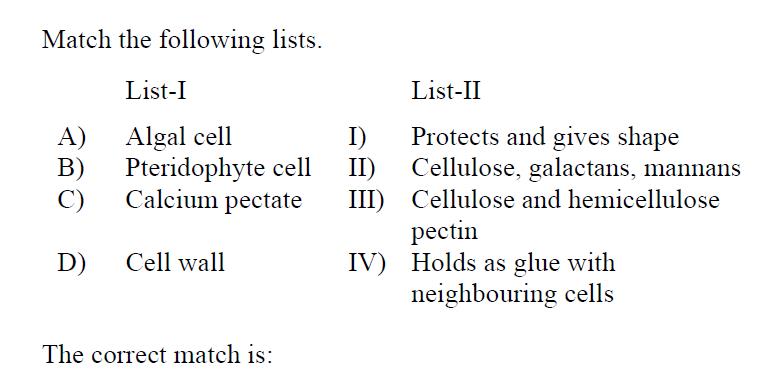 Match the following lists.
List-I List-II
A) Algal cell I) Protects and gives shape
B) Pteridophyte cell II) Cellulose, galactans, mannans
C) Calcium pectate III) Cellulose and hemicellulose
pectin
D) Cell wall IV) Holds as glue with
neighbouring cells
The correct match is: